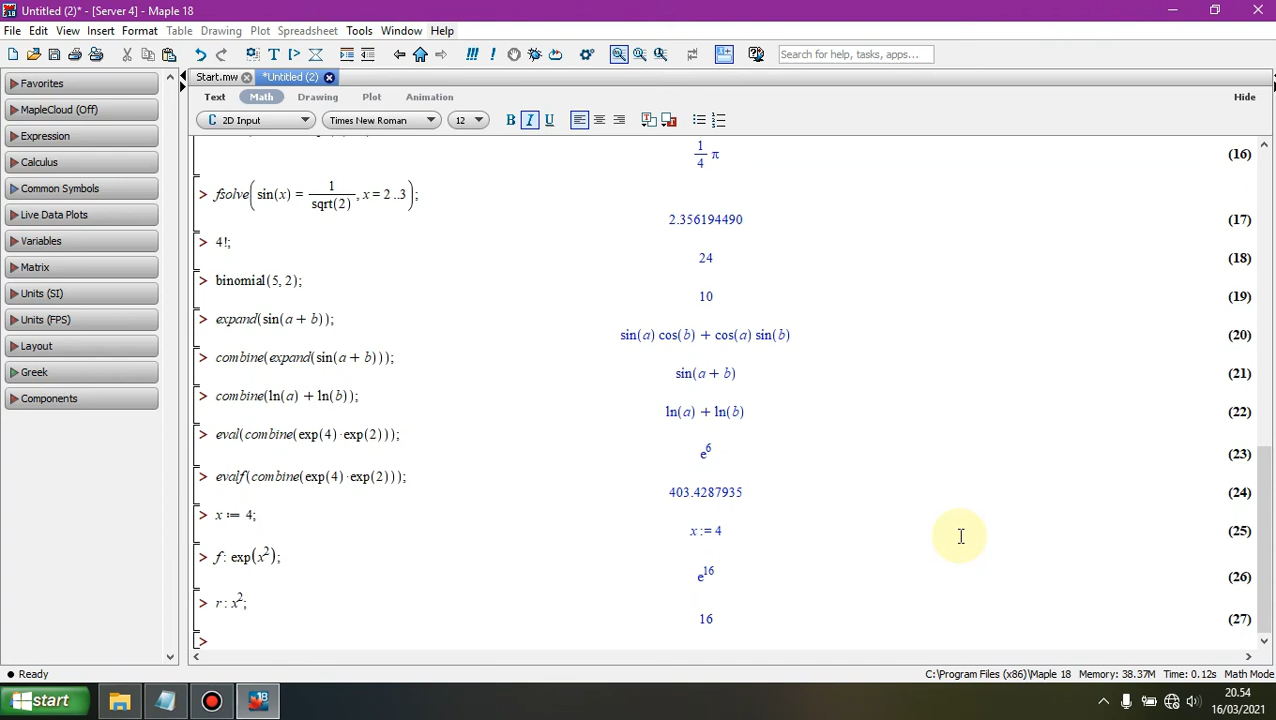 Untitled (2)* - [Server 4] - Maple 18
File Edit View Insert Format Table Drawing Plot Spreadsheet Tools Window Help
Search for help, tasks, apps...
Start.mw *Untitled (2)
Text Math Drawing Plot Animation Hide
C 2D Input Times New Roman 12 B I U
Favorites
MapleCloud (Off)
Expression
Calculus
Common Symbols
Live Data Plots
Variables
Matrix
Units (SI)
Units (FPS)
Layout
Greek
Components
1/4 π (16)
> fsolve(sin(x) = 1/sqrt(2), x = 2 ..3);
2.356194490 (17)
> 4!;
24 (18)
> binomial(5, 2);
10 (19)
> expand(sin(a + b));
sin(a) cos(b) + cos(a) sin(b) (20)
> combine(expand(sin(a + b)));
sin(a + b) (21)
> combine(ln(a) + ln(b));
ln(a) + ln(b) (22)
> eval(combine(exp(4)·exp(2)));
e^6 (23)
> evalf(combine(exp(4)·exp(2)));
403.4287935 (24)
> x := 4;
x := 4 (25)
> f : exp(x^2);
e^16 (26)
> r : x^2;
16 (27)
>
Ready C:\Program Files (x86)\Maple 18 Memory: 38.37M Time: 0.12s Math Mode
start 18 20.54
16/03/2021